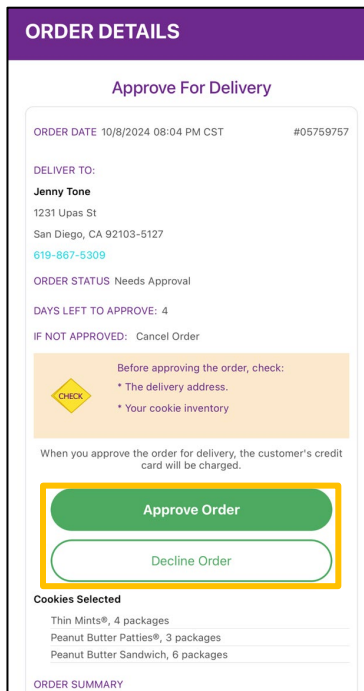 ORDER DETAILS
Approve For Delivery
ORDER DATE 10/8/2024 08:04 PM CST #05759757
DELIVER TO:
Jenny Tone
1231 Upas St
San Diego, CA 92103-5127
619-867-5309
ORDER STATUS Needs Approval
DAYS LEFT TO APPROVE: 4
IF NOT APPROVED: Cancel Order
Before approving the order, check:
CHECK
* The delivery address.
* Your cookie inventory
When you approve the order for delivery, the customer's credit
card will be charged.
Approve Order
Decline Order
Cookies Selected
Thin Mints®, 4 packages
Peanut Butter Patties®, 3 packages
Peanut Butter Sandwich, 6 packages
ORDER SUMMARY